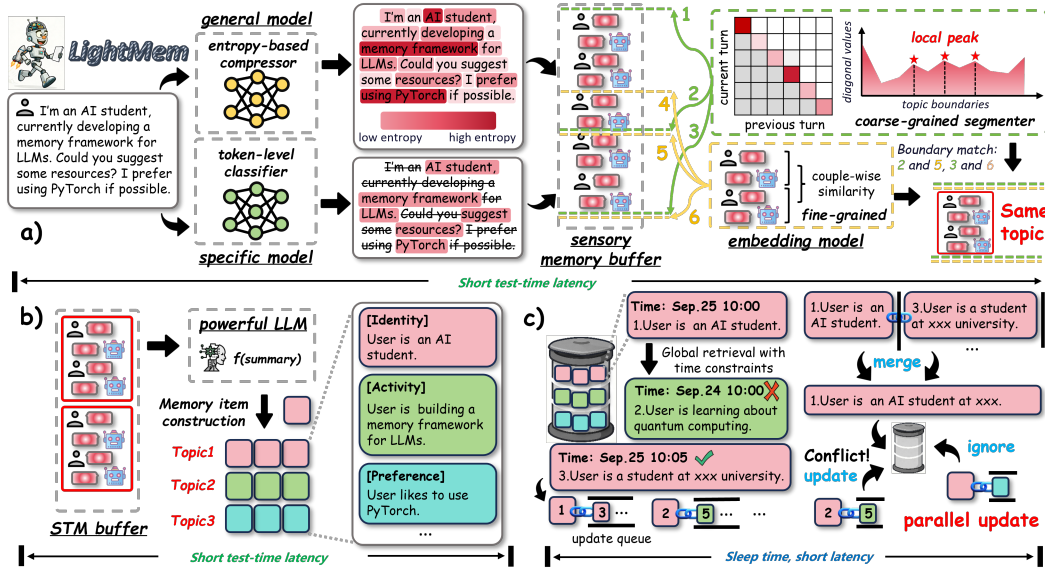 LightMem
I'm an AI student,
currently developing a
memory framework for
LLMs. Could you suggest
some resources? I prefer
using PyTorch if possible.
a)
general model
entropy-based
compressor
token-level
classifier
specific model
I'm an AI student,
currently developing a
memory framework for
LLMs. Could you suggest
some resources? I prefer
using PyTorch if possible.
low entropy
high entropy
I'm an AI student,
currently developing a
memory framework for
LLMs. Could you suggest
some resources? I prefer
using PyTorch if possible.
sensory
memory buffer
1
2
3
4
5
6
current turn
previous turn
diagonal values
local peak
topic boundaries
coarse-grained segmenter
couple-wise
similarity
fine-grained
embedding model
Boundary match:
2 and 5, 3 and 6
Same
topic
Short test-time latency
b)
STM buffer
powerful LLM
f(summary)
Memory item
construction
Topic1
Topic2
Topic3
[Identity]
User is an AI
student.
[Activity]
User is building a
memory framework
for LLMs.
[Preference]
User likes to use
PyTorch.
...
Short test-time latency
c)
Time: Sep.25 10:00
1.User is an AI student.
Global retrieval with
time constraints
Time: Sep.24 10:00
2.User is learning about
quantum computing.
Time: Sep.25 10:05
3.User is a student at xxx university.
1
3
...
2
5
...
...
update queue
1.User is an
AI student.
3.User is a student
at xxx university.
...
merge
1.User is an AI student at xxx.
Conflict!
update
ignore
2
5
parallel update
Sleep time, short latency